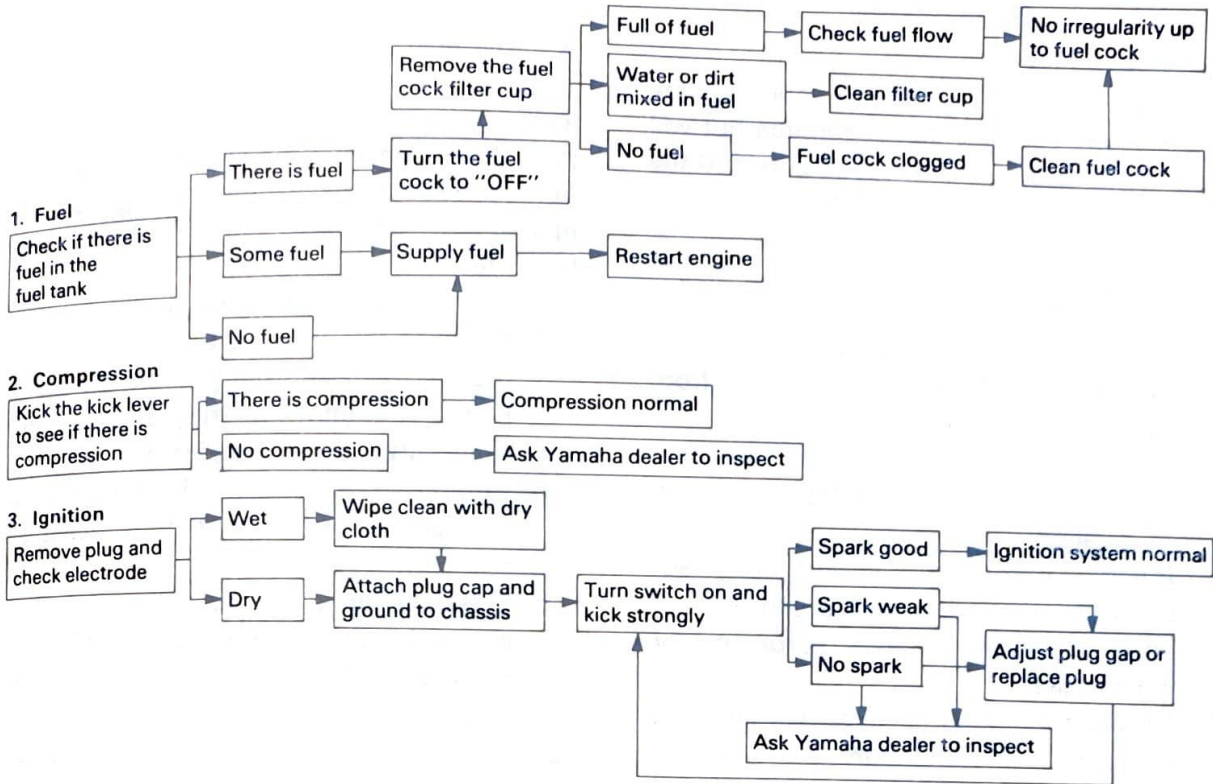 1. Fuel
Check if there is
fuel in the
fuel tank
There is fuel
Turn the fuel
cock to "OFF"
Remove the fuel
cock filter cup
Full of fuel
Check fuel flow
No irregularity up
to fuel cock
Water or dirt
mixed in fuel
Clean filter cup
No fuel
Fuel cock clogged
Clean fuel cock
Some fuel
Supply fuel
Restart engine
No fuel
2. Compression
Kick the kick lever
to see if there is
compression
There is compression
Compression normal
No compression
Ask Yamaha dealer to inspect
3. Ignition
Remove plug and
check electrode
Wet
Wipe clean with dry
cloth
Dry
Attach plug cap and
ground to chassis
Turn switch on and
kick strongly
Spark good
Ignition system normal
Spark weak
No spark
Adjust plug gap or
replace plug
Ask Yamaha dealer to inspect